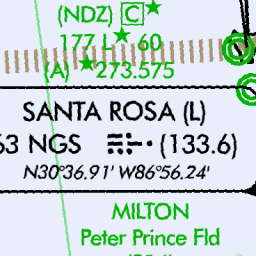 (NDZ) C★
177 L★ 60
(A) ★273.575
SANTA ROSA (L)
63 NGS (133.6)
N30°36.91' W86°56.24'
MILTON
Peter Prince Fld